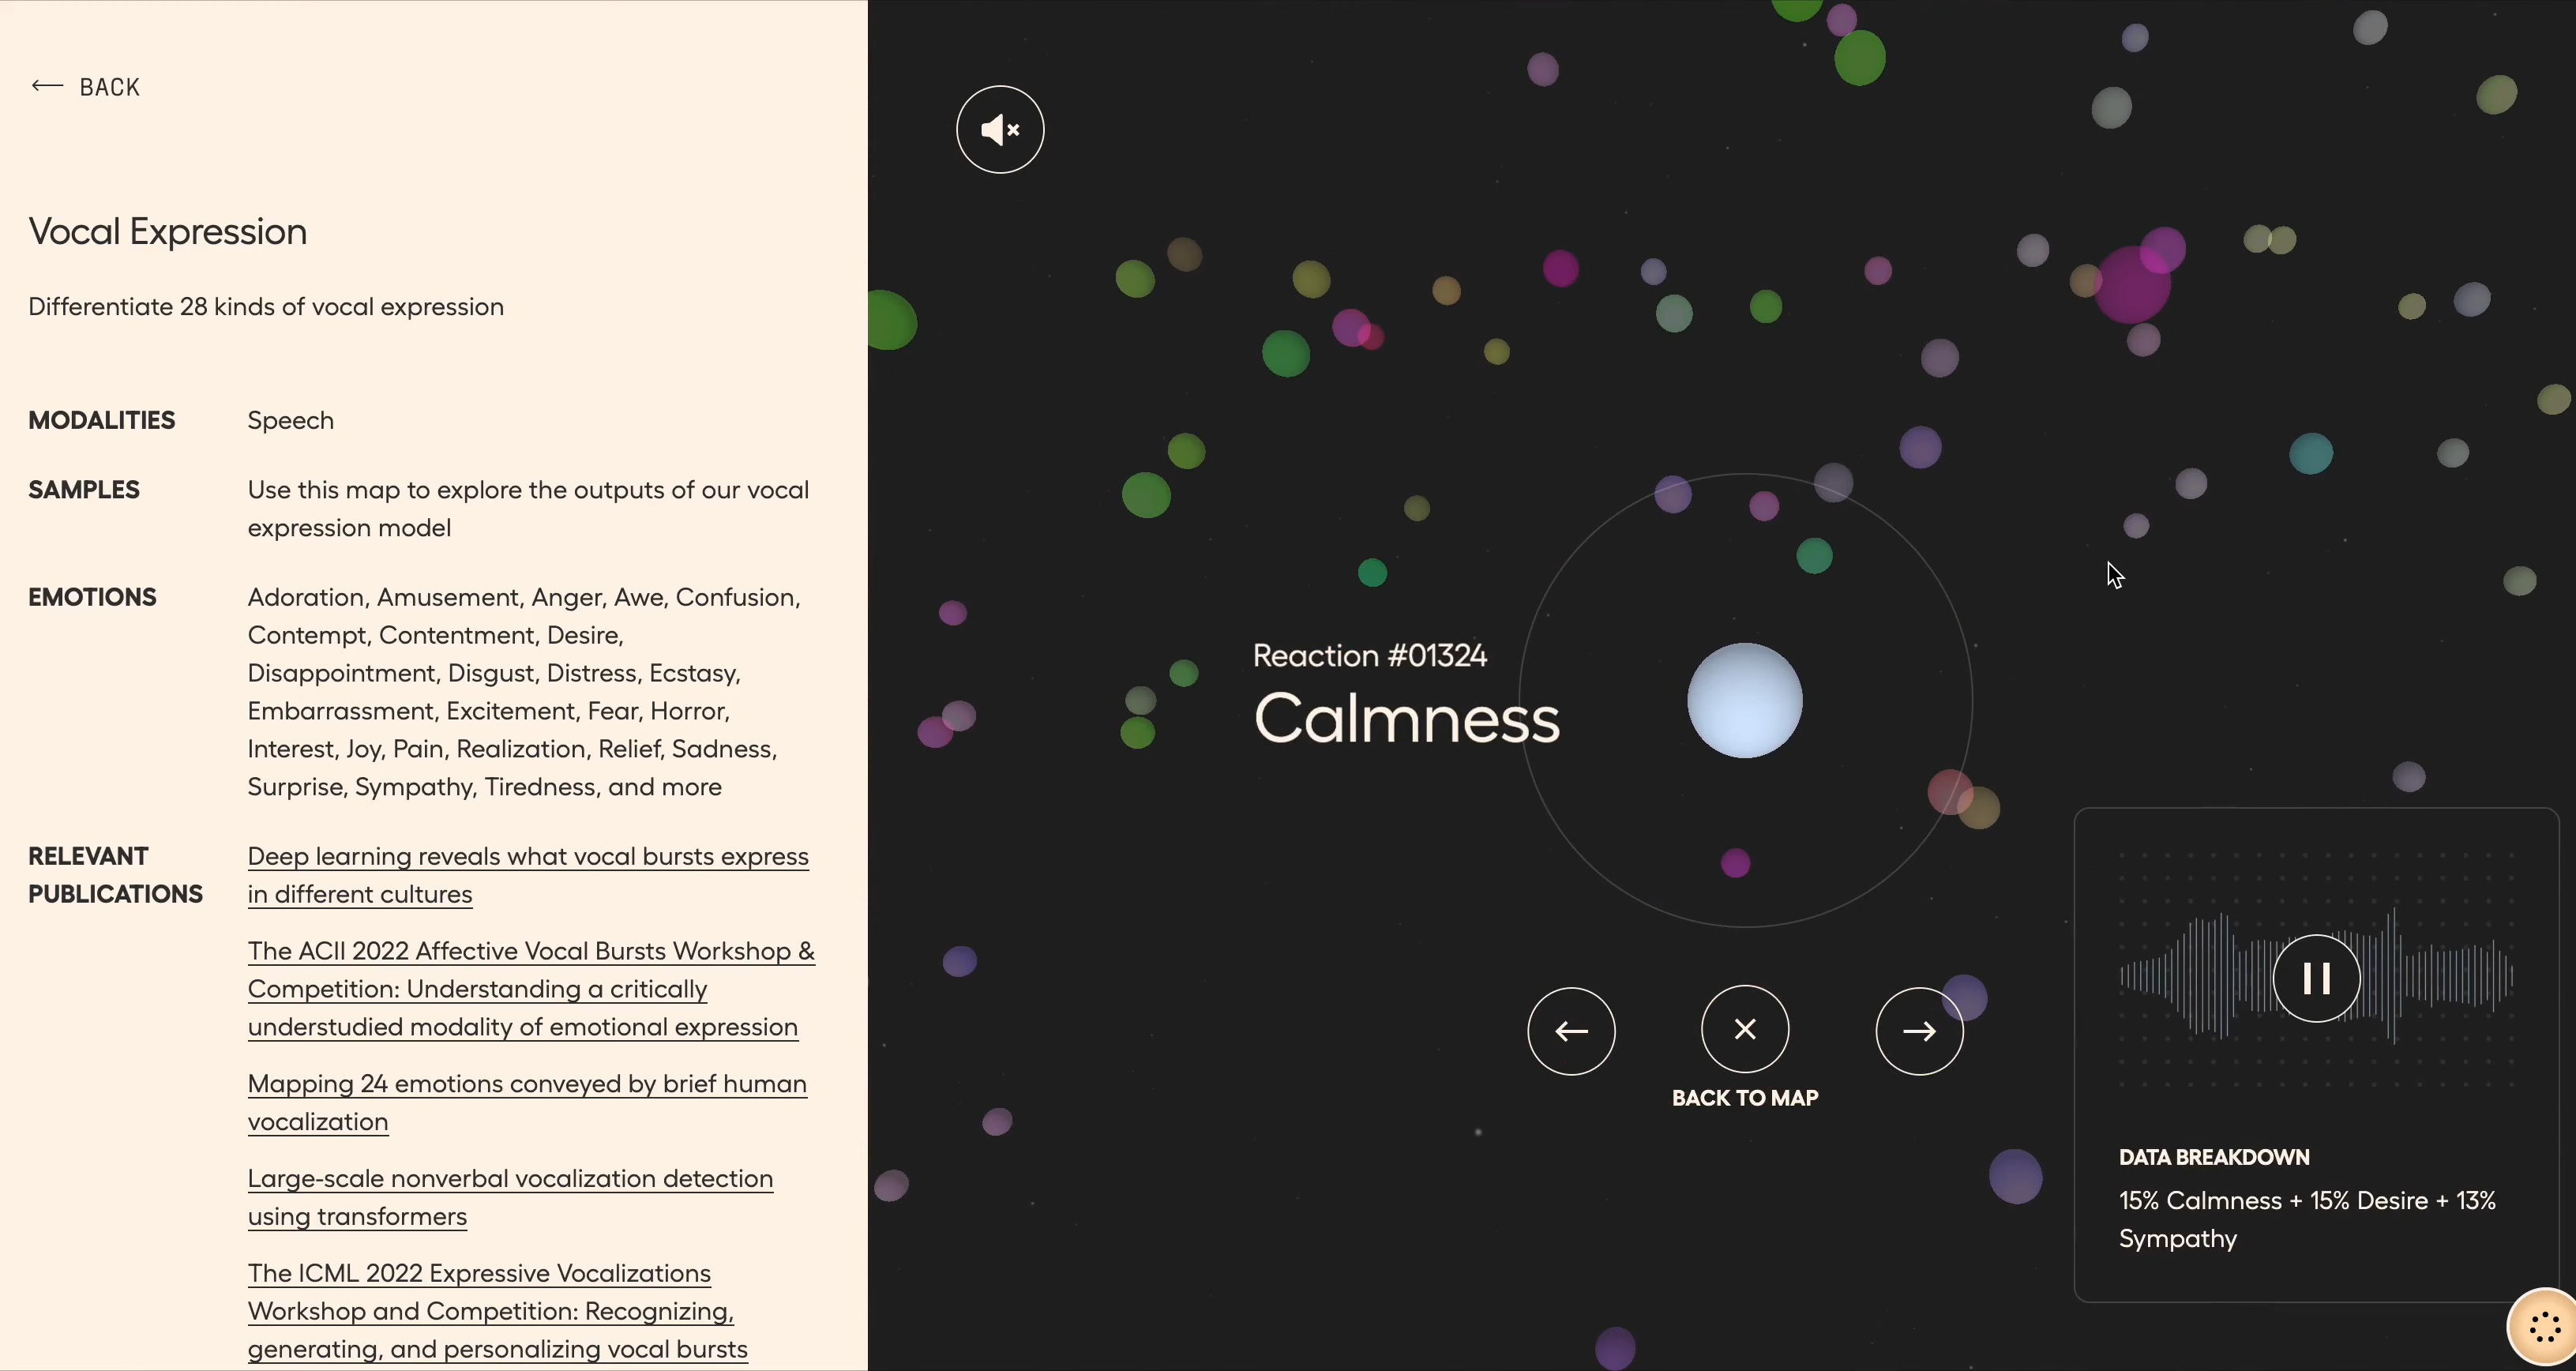 BACK
Vocal Expression
Differentiate 28 kinds of vocal expression
MODALITIES
Speech
SAMPLES
Use this map to explore the outputs of our vocal
expression model
EMOTIONS
Adoration, Amusement, Anger, Awe, Confusion,
Contempt, Contentment, Desire,
Disappointment, Disgust, Distress, Ecstasy,
Embarrassment, Excitement, Fear, Horror,
Interest, Joy, Pain, Realization, Relief, Sadness,
Surprise, Sympathy, Tiredness, and more
RELEVANT
PUBLICATIONS
Deep learning reveals what vocal bursts express
in different cultures
The ACII 2022 Affective Vocal Bursts Workshop &
Competition: Understanding a critically
understudied modality of emotional expression
Mapping 24 emotions conveyed by brief human
vocalization
Large-scale nonverbal vocalization detection
using transformers
The ICML 2022 Expressive Vocalizations
Workshop and Competition: Recognizing,
generating, and personalizing vocal bursts
Reaction #01324
Calmness
BACK TO MAP
DATA BREAKDOWN
15% Calmness + 15% Desire + 13%
Sympathy